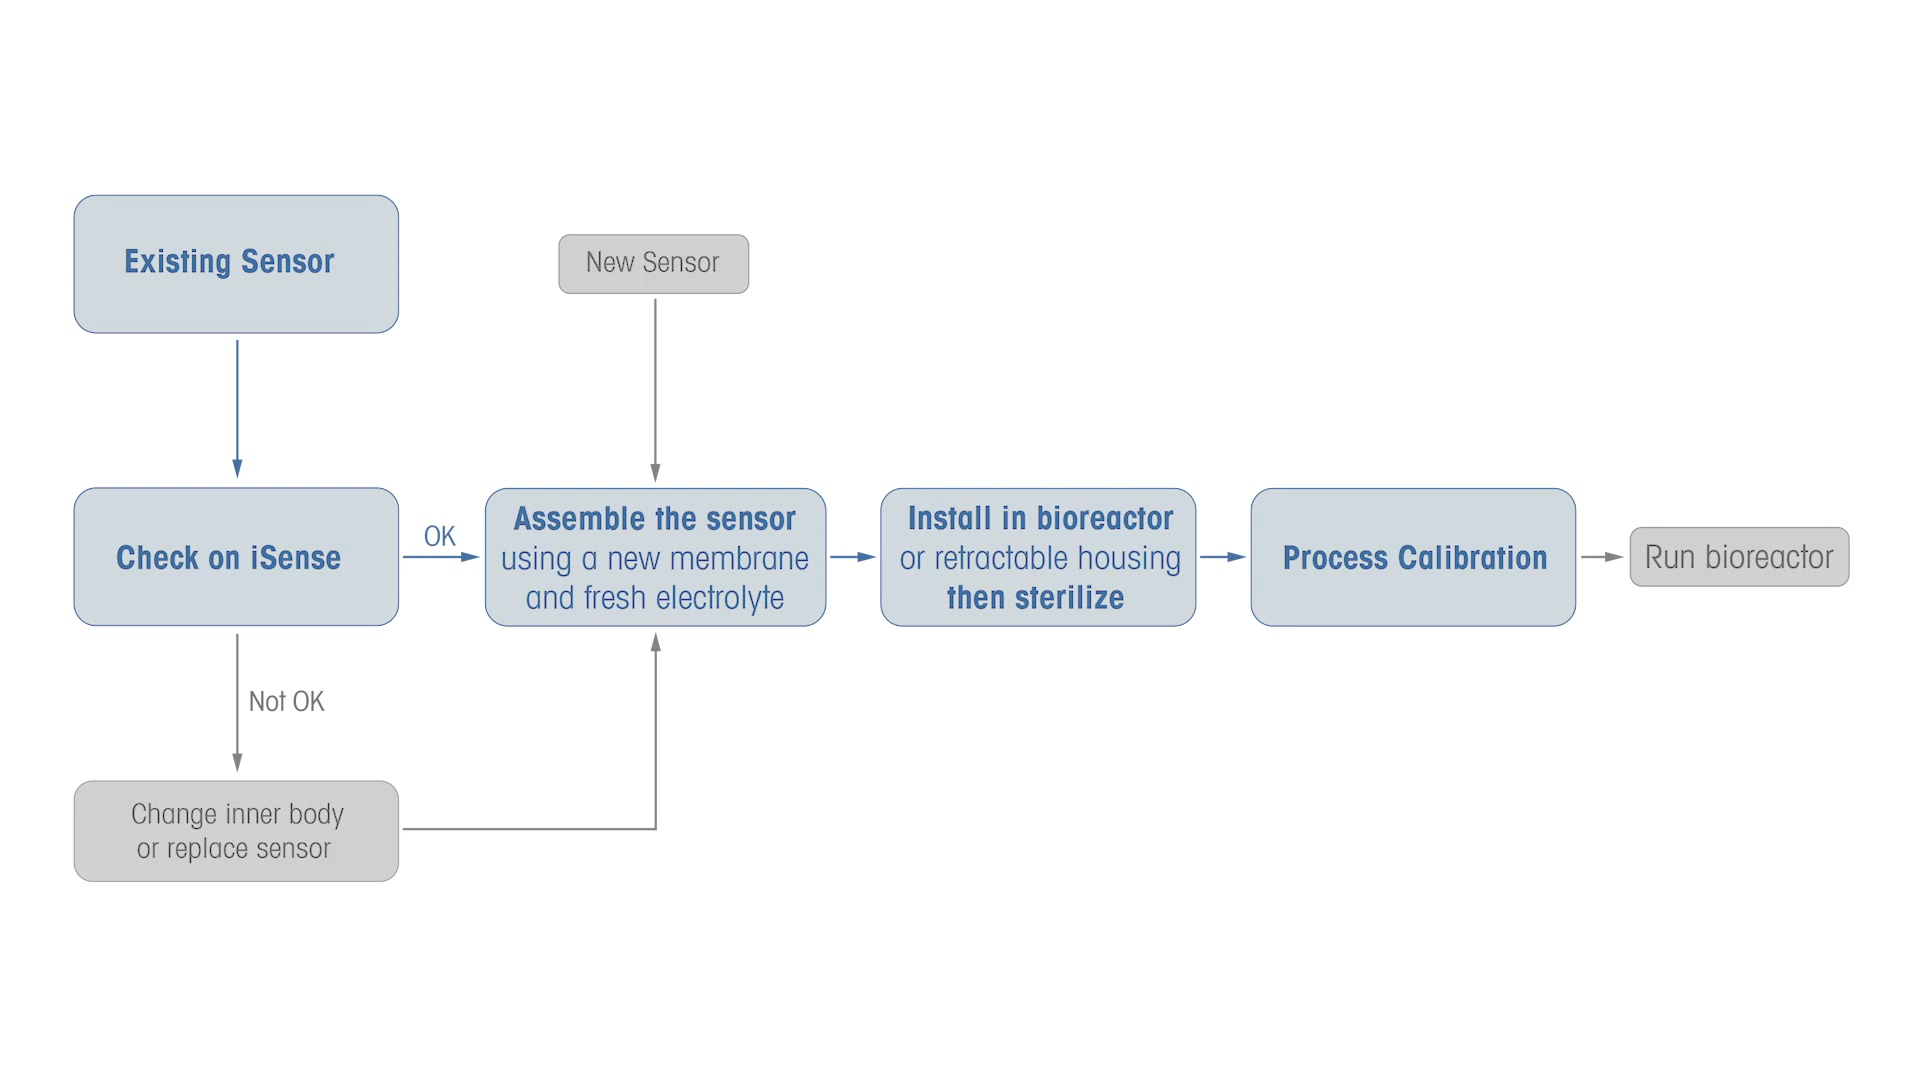 Existing Sensor
New Sensor
Check on iSense
OK
Assemble the sensor
using a new membrane
and fresh electrolyte
Install in bioreactor
or retractable housing
then sterilize
Process Calibration
Run bioreactor
Not OK
Change inner body
or replace sensor